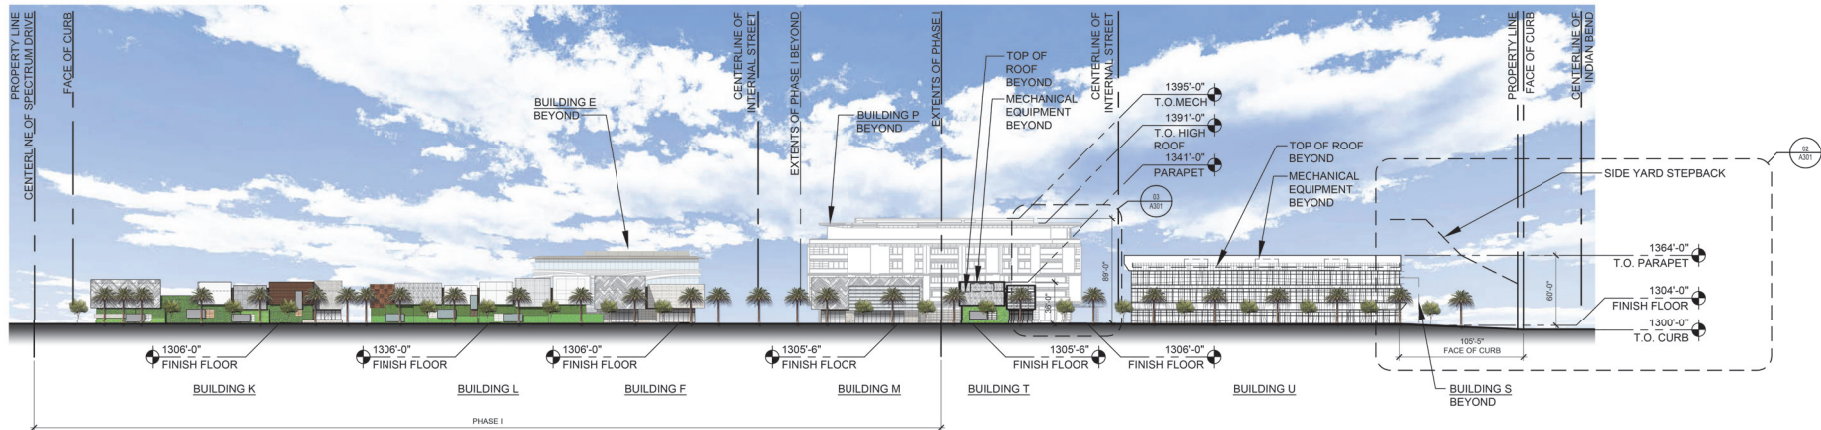 PROPERTY LINE
CENTERLINE OF SPECTRUM DRIVE
FACE OF CURB
BUILDING E
BEYOND
CENTERLINE OF
INTERNAL STREET
EXTENTS OF PHASE I BEYOND
BUILDING P
BEYOND
EXTENTS OF PHASE I
TOP OF
ROOF
BEYOND
MECHANICAL
EQUIPMENT
BEYOND
CENTERLINE OF
INTERNAL STREET
1395'-0"
T.O.MECH
1391'-0"
T.O. HIGH
ROOF
1341'-0"
PARAPET
03
A301
TOP OF ROOF
BEYOND
MECHANICAL
EQUIPMENT
BEYOND
PROPERTY LINE
FACE OF CURB
CENTERLINE OF
INDIAN BEND
02
A301
SIDE YARD STEPBACK
1364'-0"
T.O. PARAPET
1304'-0"
FINISH FLOOR
1300'-0"
T.O. CURB
89'-0"
36'-0"
60'-0"
105'-5"
FACE OF CURB
1306'-0"
FINISH FLOOR
1306'-0"
FINISH FLOOR
1306'-0"
FINISH FLOOR
1305'-6"
FINISH FLOOR
1305'-6"
FINISH FLOOR
1306'-0"
FINISH FLOOR
BUILDING K
BUILDING L
BUILDING F
BUILDING M
BUILDING T
BUILDING U
BUILDING S
BEYOND
PHASE I